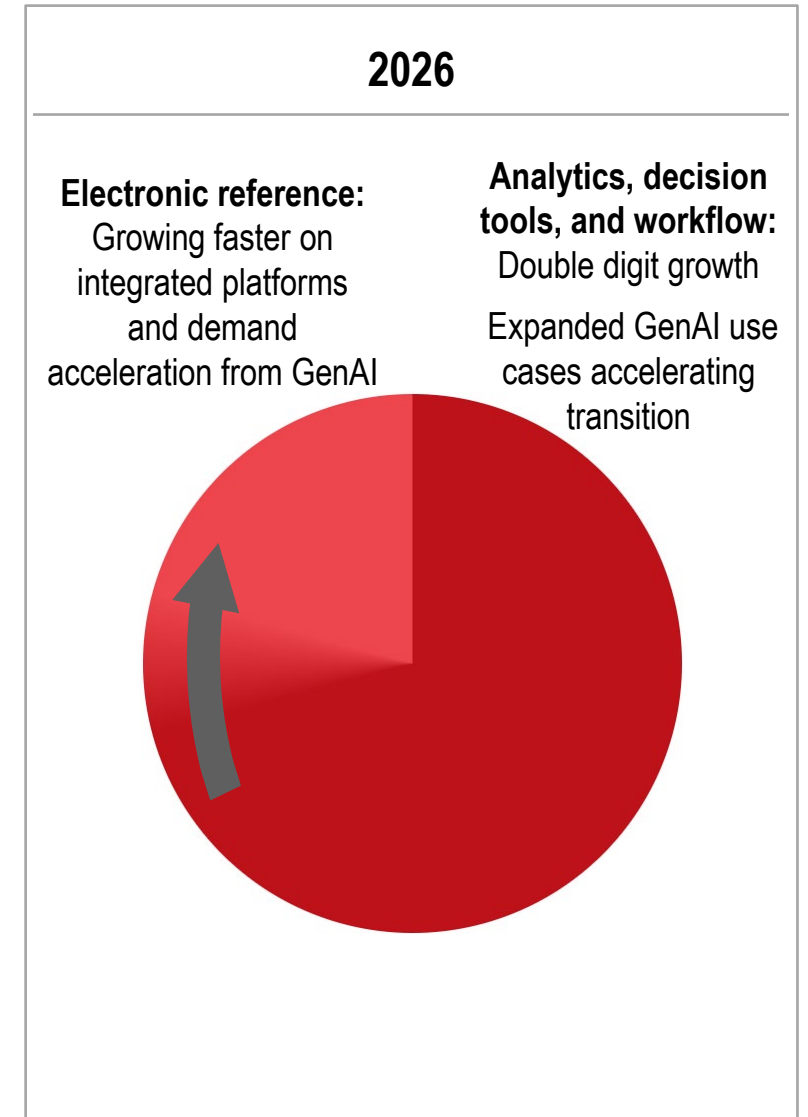 2026
Electronic reference:
Growing faster on
integrated platforms
and demand
acceleration from GenAI
Analytics, decision
tools, and workflow:
Double digit growth
Expanded GenAI use
cases accelerating
transition